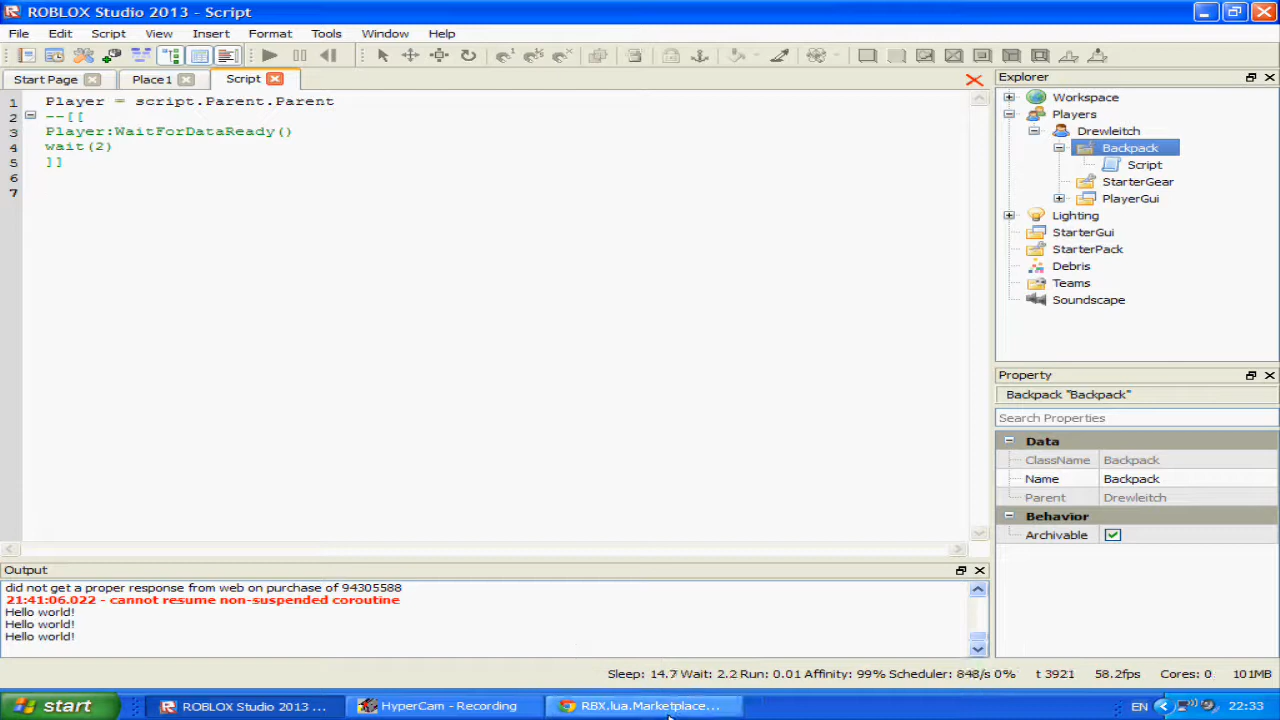 ROBLOX Studio 2013 - Script
File Edit Script View Insert Format Tools Window Help
Start Page Place1 Script
1 Player = script.Parent.Parent
2 --[[
3 Player:WaitForDataReady()
4 wait(2)
5 ]]
6
7
Explorer
Workspace
Players
Drewleitch
Backpack
Script
StarterGear
PlayerGui
Lighting
StarterGui
StarterPack
Debris
Teams
Soundscape
Property
Backpack "Backpack"
Search Properties
Data
ClassName Backpack
Name Backpack
Parent Drewleitch
Behavior
Archivable
Output
did not get a proper response from web on purchase of 94305588
21:41:06.022 - cannot resume non-suspended coroutine
Hello world!
Hello world!
Hello world!
Sleep: 14.7 Wait: 2.2 Run: 0.01 Affinity: 99% Scheduler: 848/s 0% t 3921 58.2fps Cores: 0 101MB
start ROBLOX Studio 2013 ... HyperCam - Recording RBX.lua.Marketplace... EN 22:33